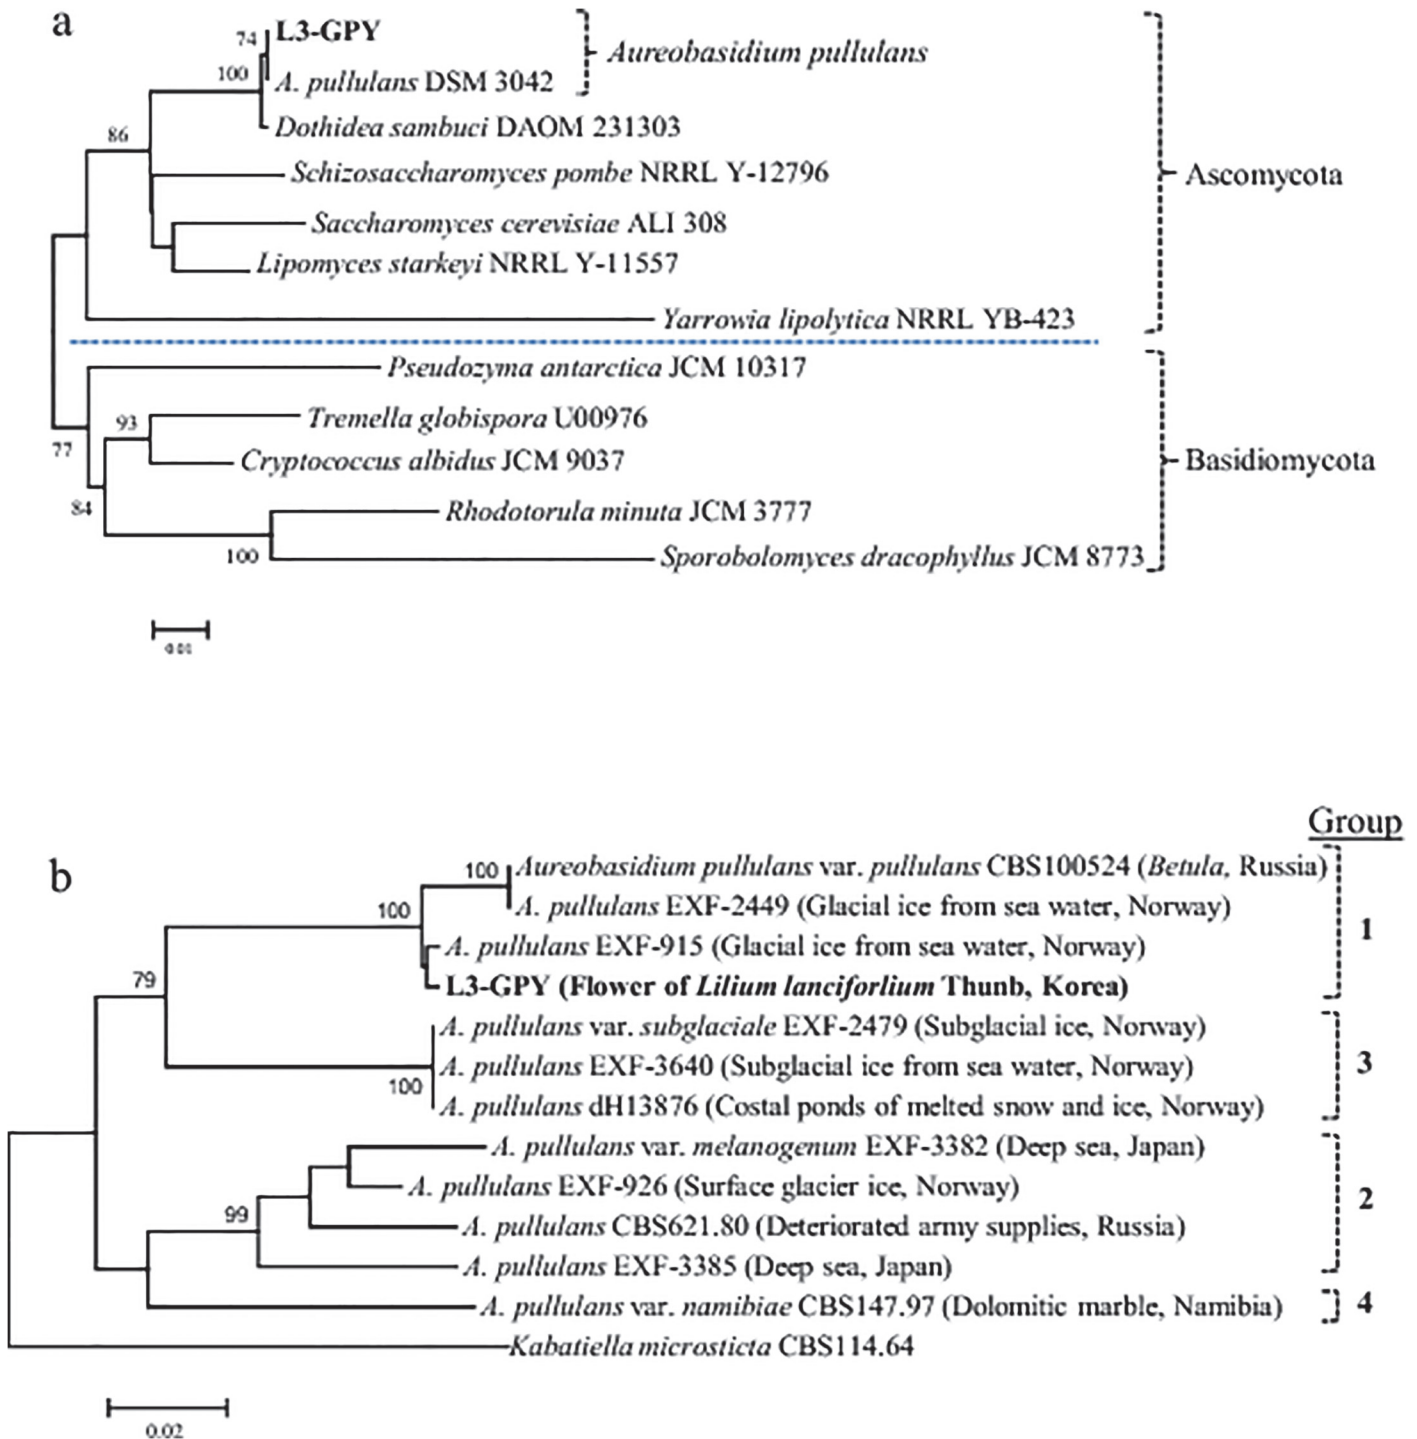 a
74
L3-GPY
Aureobasidium pullulans
100
A. pullulans DSM 3042
Dothidea sambuci DAOM 231303
86
Schizosaccharomyces pombe NRRL Y-12796
Ascomycota
Saccharomyces cerevisiae ALI 308
Lipomyces starkeyi NRRL Y-11557
Yarrowia lipolytica NRRL YB-423
Pseudozyma antarctica JCM 10317
93
Tremella globispora U00976
77
Cryptococcus albidus JCM 9037
Basidiomycota
84
Rhodotorula minuta JCM 3777
100
Sporobolomyces dracophyllus JCM 8773
0.01
Group
b
100
Aureobasidium pullulans var. pullulans CBS100524 (Betula, Russia)
100
A. pullulans EXF-2449 (Glacial ice from sea water, Norway)
1
A. pullulans EXF-915 (Glacial ice from sea water, Norway)
79
L3-GPY (Flower of Lilium lanciforlium Thunb, Korea)
A. pullulans var. subglaciale EXF-2479 (Subglacial ice, Norway)
A. pullulans EXF-3640 (Subglacial ice from sea water, Norway)
3
100
A. pullulans dH13876 (Costal ponds of melted snow and ice, Norway)
A. pullulans var. melanogenum EXF-3382 (Deep sea, Japan)
A. pullulans EXF-926 (Surface glacier ice, Norway)
2
99
A. pullulans CBS621.80 (Deteriorated army supplies, Russia)
A. pullulans EXF-3385 (Deep sea, Japan)
A. pullulans var. namibiae CBS147.97 (Dolomitic marble, Namibia)
4
Kabatiella microsticta CBS114.64
0.02